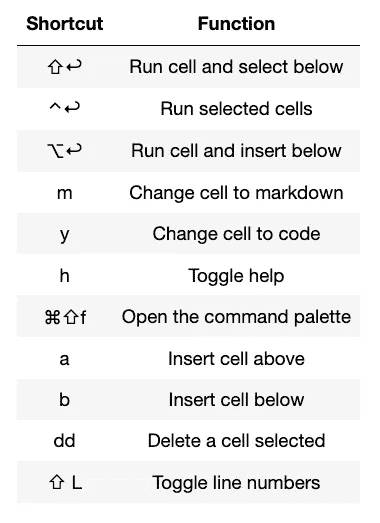 Shortcut Function
⇧↩ Run cell and select below
^↩ Run selected cells
⌥↩ Run cell and insert below
m Change cell to markdown
y Change cell to code
h Toggle help
⌘⇧f Open the command palette
a Insert cell above
b Insert cell below
dd Delete a cell selected
⇧ L Toggle line numbers